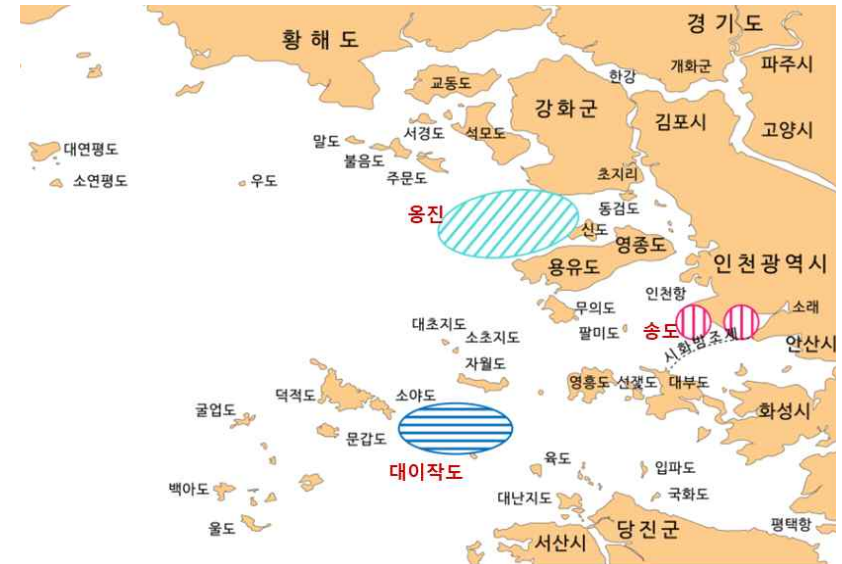 경기도
황해도
개화군
파주시
한강
교동도
강화군
김포시
고양시
서경도
석모도
말도
대연평도
불음도
초지리
주문도
소연평도
우도
동검도
옹진
신도
영종도
용유도
인천광역시
인천항
무의도
소래
대초지도
팔미도
송도
소초지도
시화방조제
안산시
자월도
영흥도
선잿도
대부도
덕적도
소야도
굴업도
화성시
문갑도
육도
입파도
대이작도
백아도
대난지도
국화도
울도
당진군
평택항
서산시